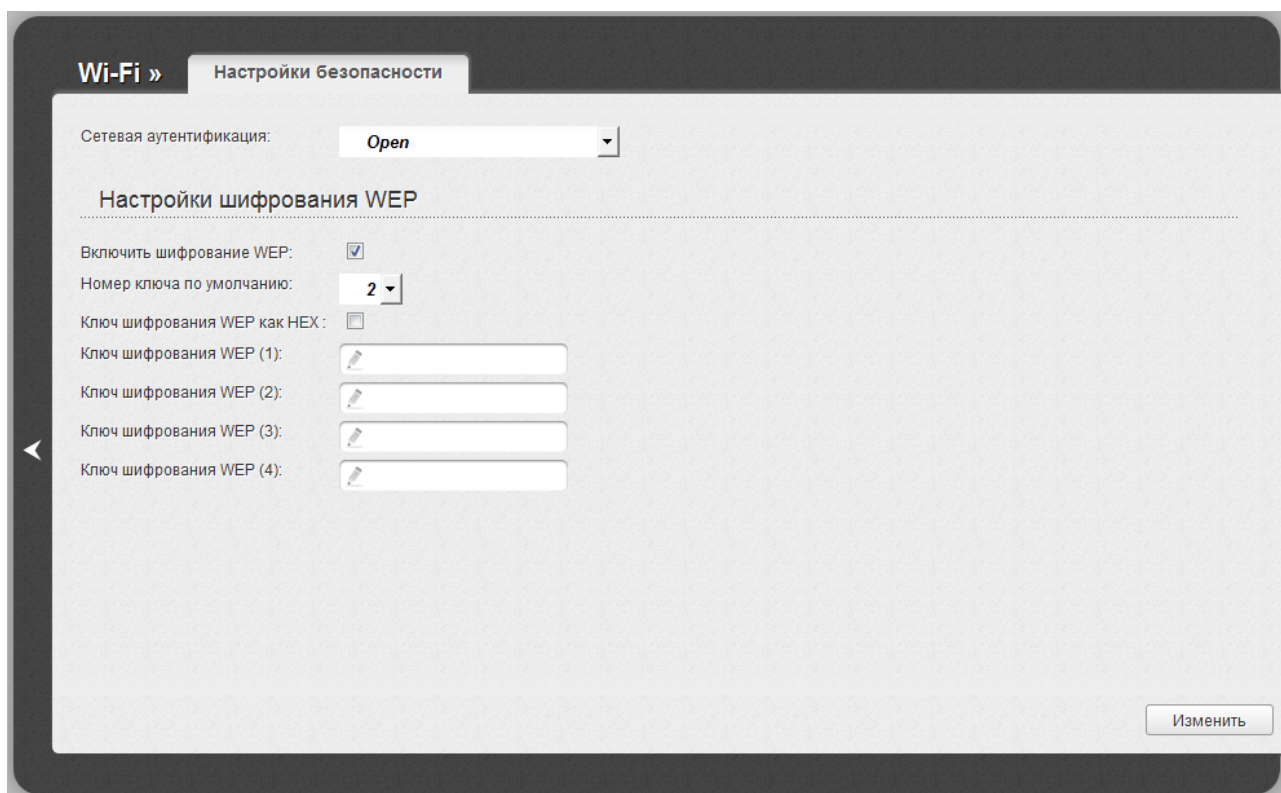 Wi-Fi » Настройки безопасности
Сетевая аутентификация: Open
Настройки шифрования WEP
Включить шифрование WEP:
Номер ключа по умолчанию: 2
Ключ шифрования WEP как HEX :
Ключ шифрования WEP (1):
Ключ шифрования WEP (2):
Ключ шифрования WEP (3):
Ключ шифрования WEP (4):
Изменить